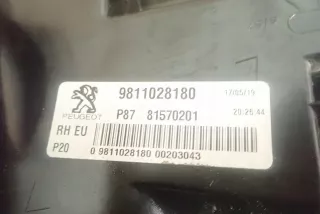 9811028180 17/05/19
PEUGEOT P87 81570201 20:25:44
RH EU
P20 0 9811028180 00203043